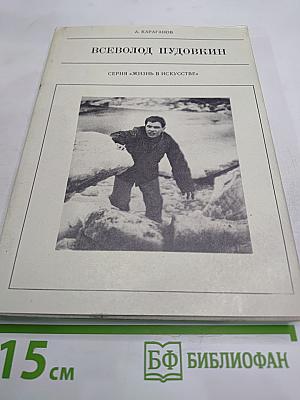 А. КАРАГАНОВ
ВСЕВОЛОД ПУДОВКИН
СЕРИЯ «ЖИЗНЬ В ИСКУССТВЕ»
15 см
БФ БИБЛИОФАН